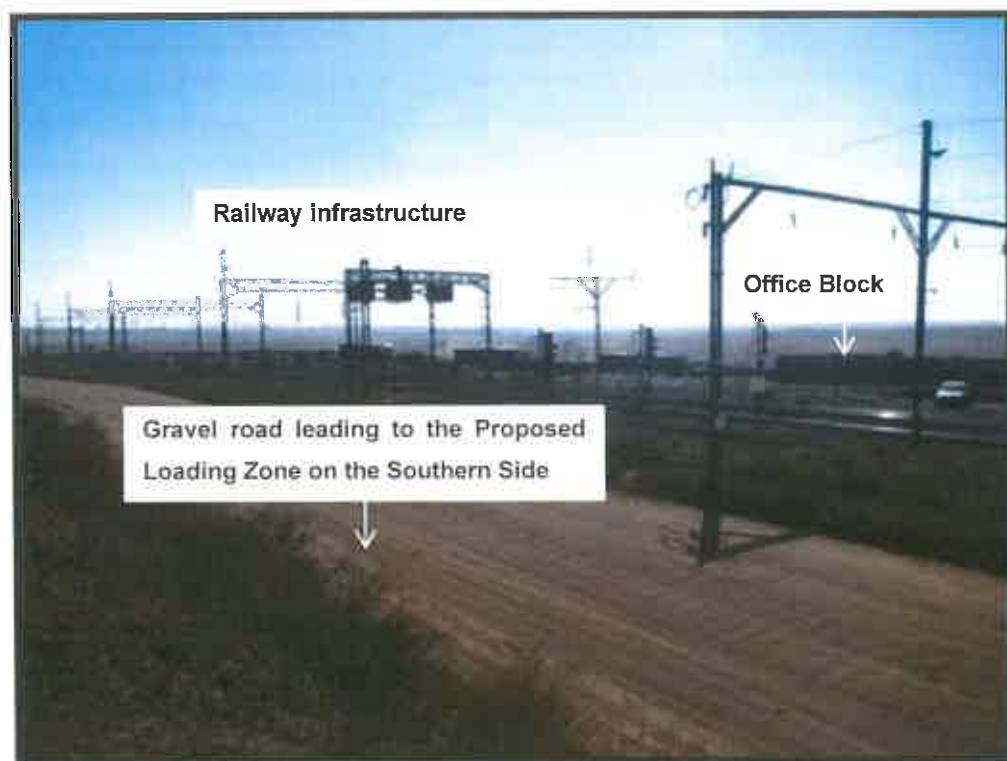 Railway infrastructure
Office Block
Gravel road leading to the Proposed
Loading Zone on the Southern Side